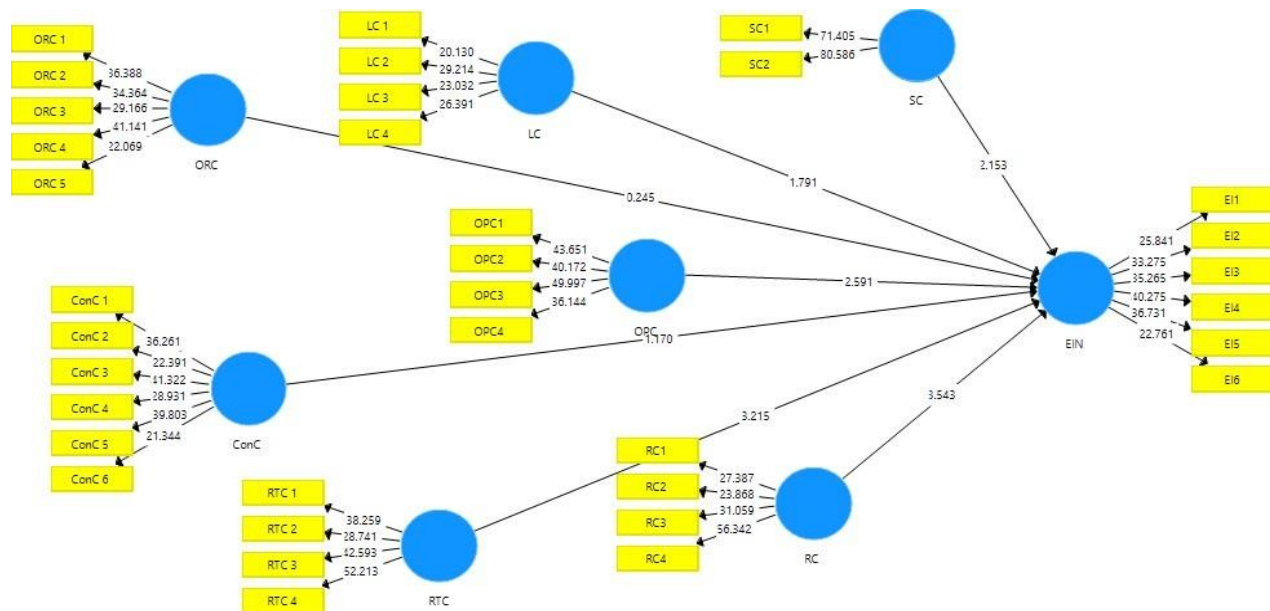 ORC 1
ORC 2
ORC 3
ORC 4
ORC 5
36.388
34.364
29.166
41.141
22.069
ORC
LC 1
LC 2
LC 3
LC 4
20.130
29.214
23.032
26.391
LC
SC1
SC2
71.405
80.586
SC
2.153
1.791
0.245
OPC1
OPC2
OPC3
OPC4
43.651
40.172
49.997
36.144
OPC
2.591
1.170
EI1
EI2
EI3
EI4
EI5
EI6
25.841
33.275
35.265
40.275
36.731
22.761
EIN
ConC 1
ConC 2
ConC 3
ConC 4
ConC 5
ConC 6
36.261
22.391
41.322
28.931
39.803
21.344
ConC
3.215
3.543
RTC 1
RTC 2
RTC 3
RTC 4
38.259
28.741
42.593
52.213
RTC
RC1
RC2
RC3
RC4
27.387
23.868
31.059
56.342
RC